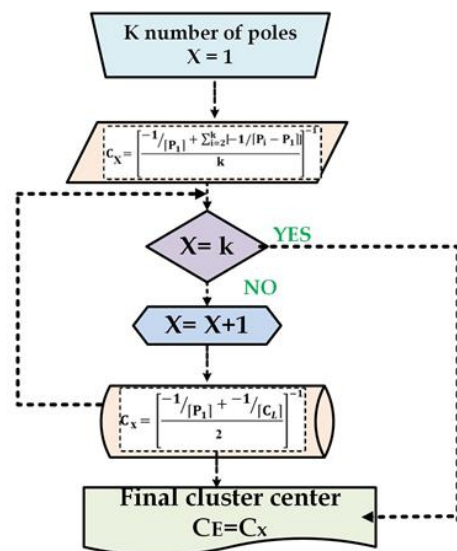 K number of poles
X = 1
C_X = [(-1/[P_1] + ∑_{i=2}^{k} [-1/[P_i − P_1]]) / k]^{-1}
X= k
YES
NO
X= X+1
C_x = [(-1/[P_1] + -1/[C_L]) / 2]^{-1}
Final cluster center
C_E=C_X